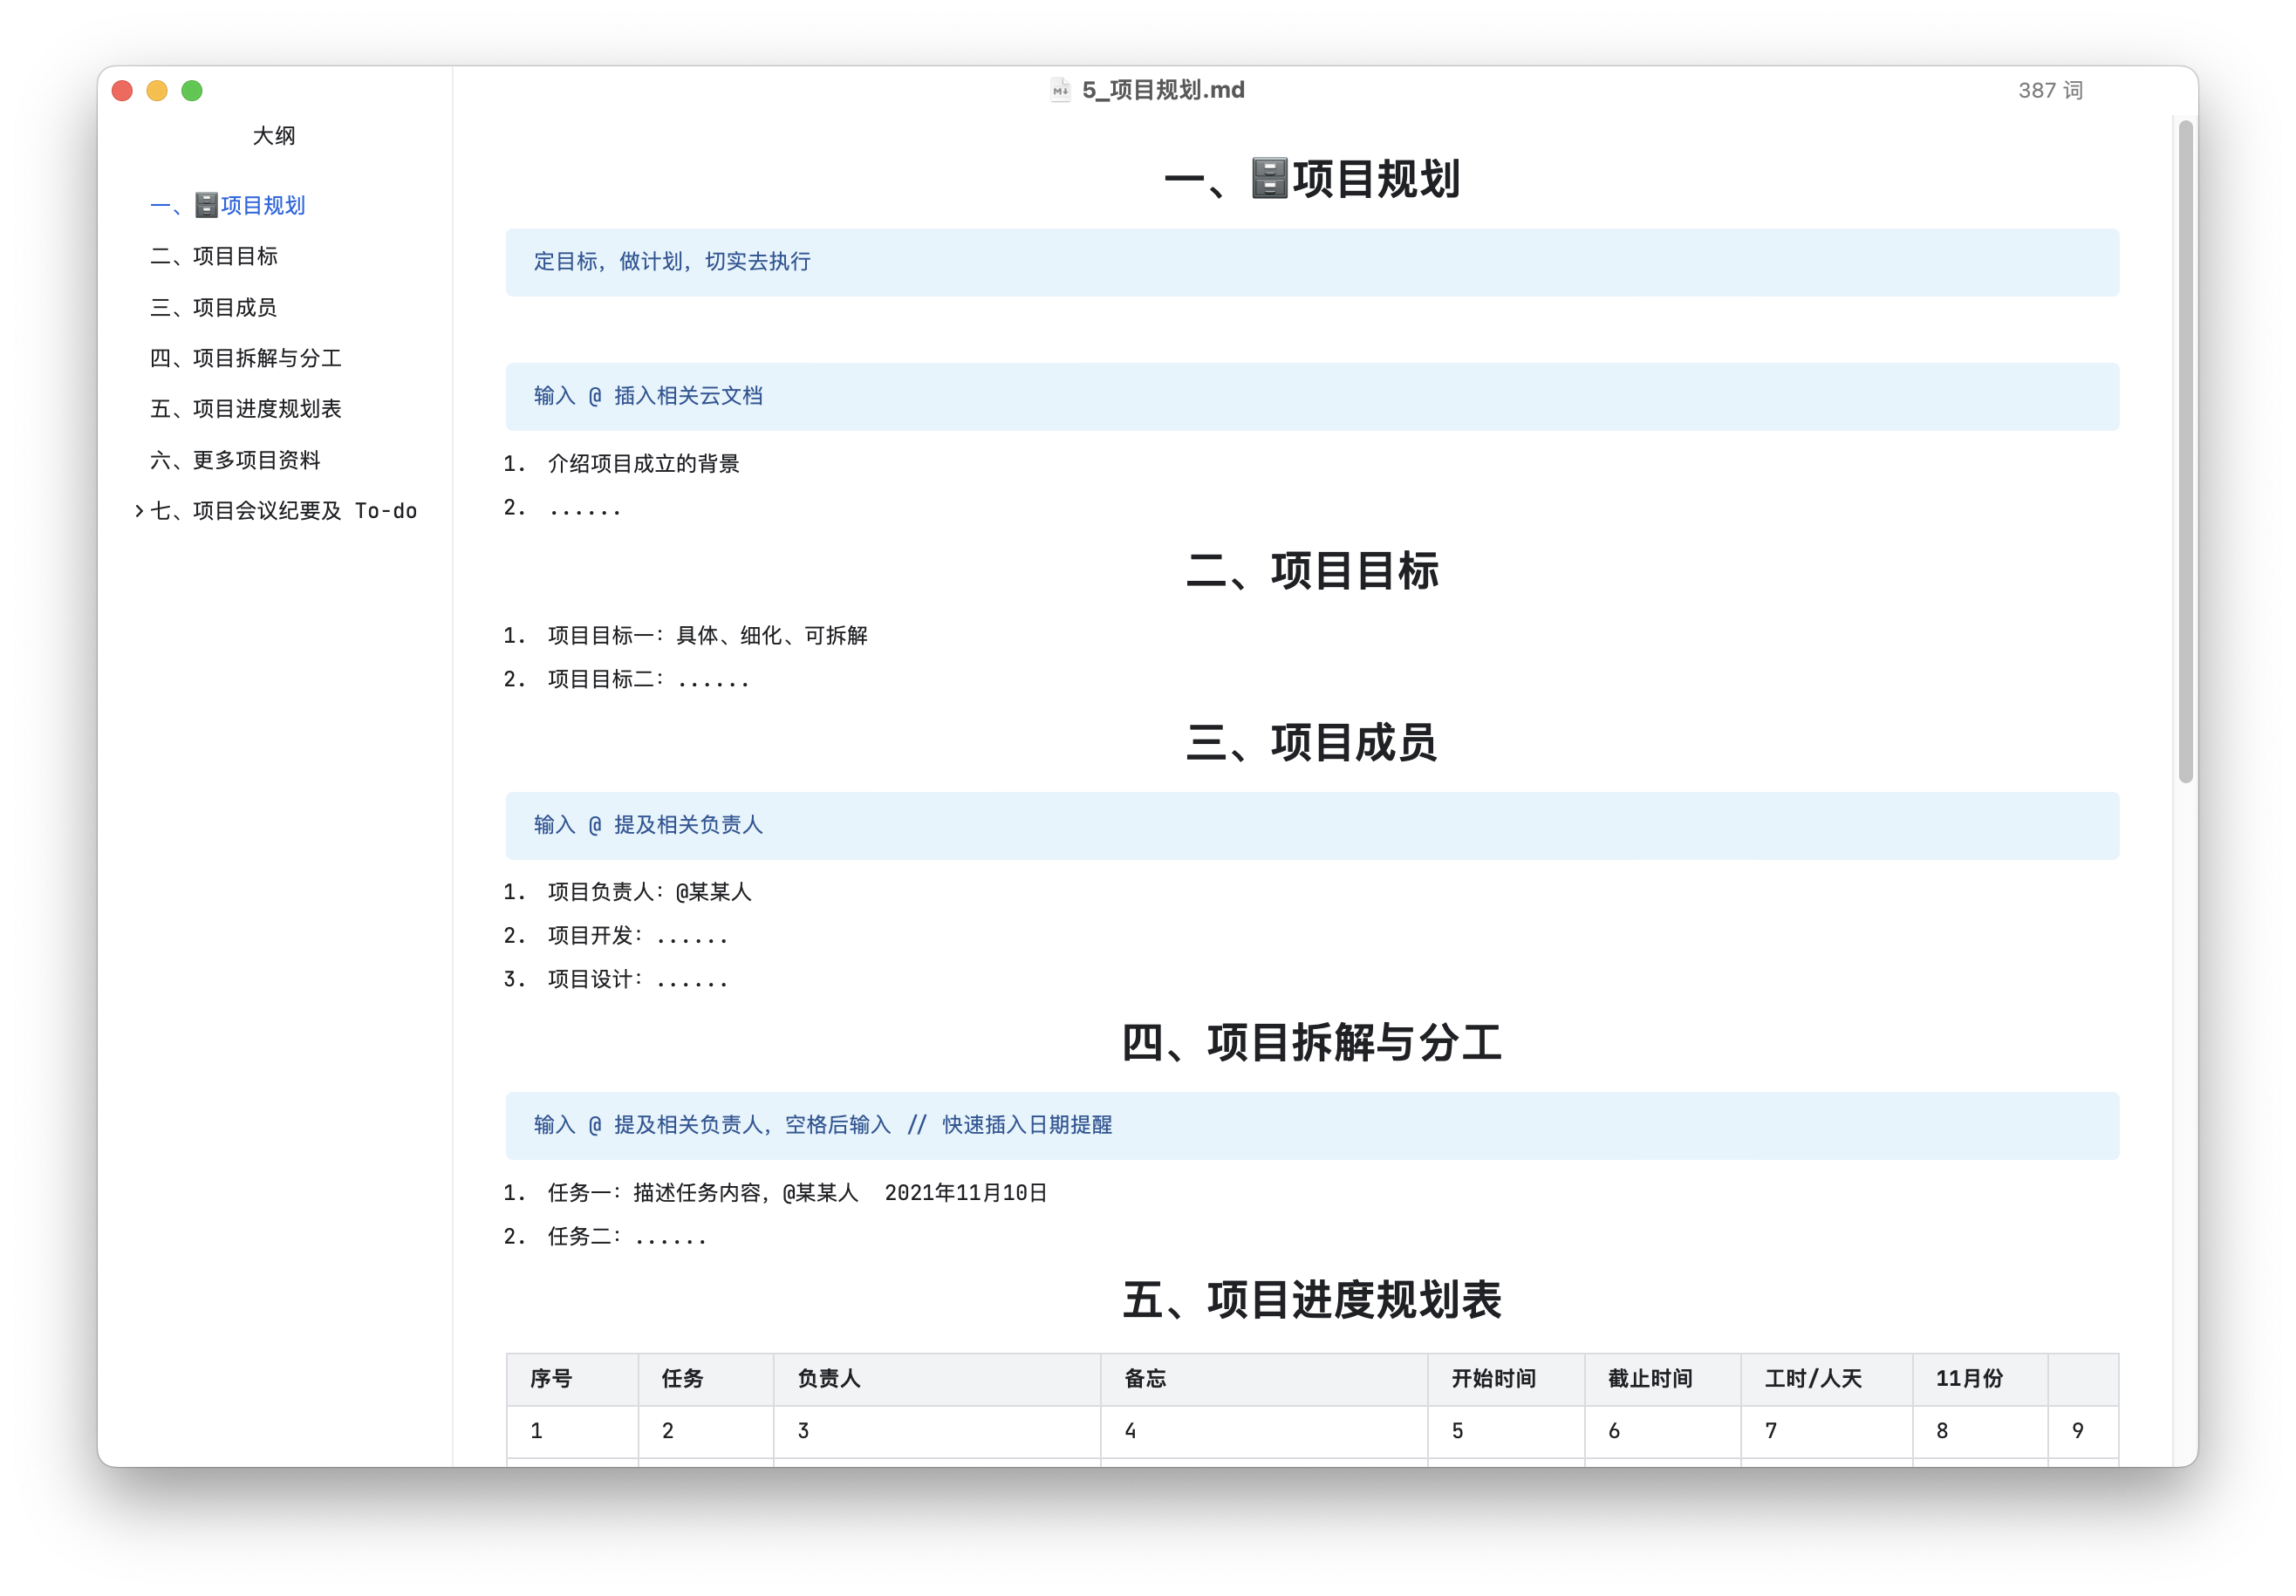 5_项目规划.md
387 词
大纲
一、🗄️项目规划
二、项目目标
三、项目成员
四、项目拆解与分工
五、项目进度规划表
六、更多项目资料
七、项目会议纪要及 To-do
一、🗄️项目规划
定目标，做计划，切实去执行
输入 @ 插入相关云文档
1. 介绍项目成立的背景
2. ......
二、项目目标
1. 项目目标一：具体、细化、可拆解
2. 项目目标二：......
三、项目成员
输入 @ 提及相关负责人
1. 项目负责人：@某某人
2. 项目开发：......
3. 项目设计：......
四、项目拆解与分工
输入 @ 提及相关负责人，空格后输入 // 快速插入日期提醒
1. 任务一：描述任务内容，@某某人  2021年11月10日
2. 任务二：......
五、项目进度规划表
序号 任务 负责人 备忘 开始时间 截止时间 工时/人天 11月份
1 2 3 4 5 6 7 8 9